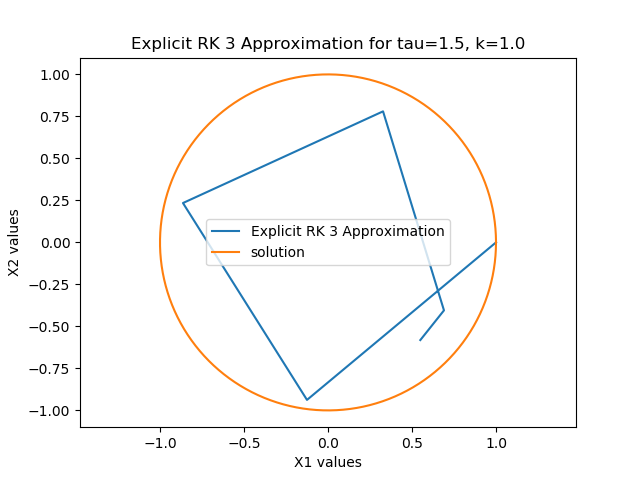 Explicit RK 3 Approximation for tau=1.5, k=1.0
1.00
0.75
0.50
0.25
0.00
−0.25
−0.50
−0.75
−1.00
X2 values
Explicit RK 3 Approximation
solution
−1.0
−0.5
0.0
0.5
1.0
X1 values